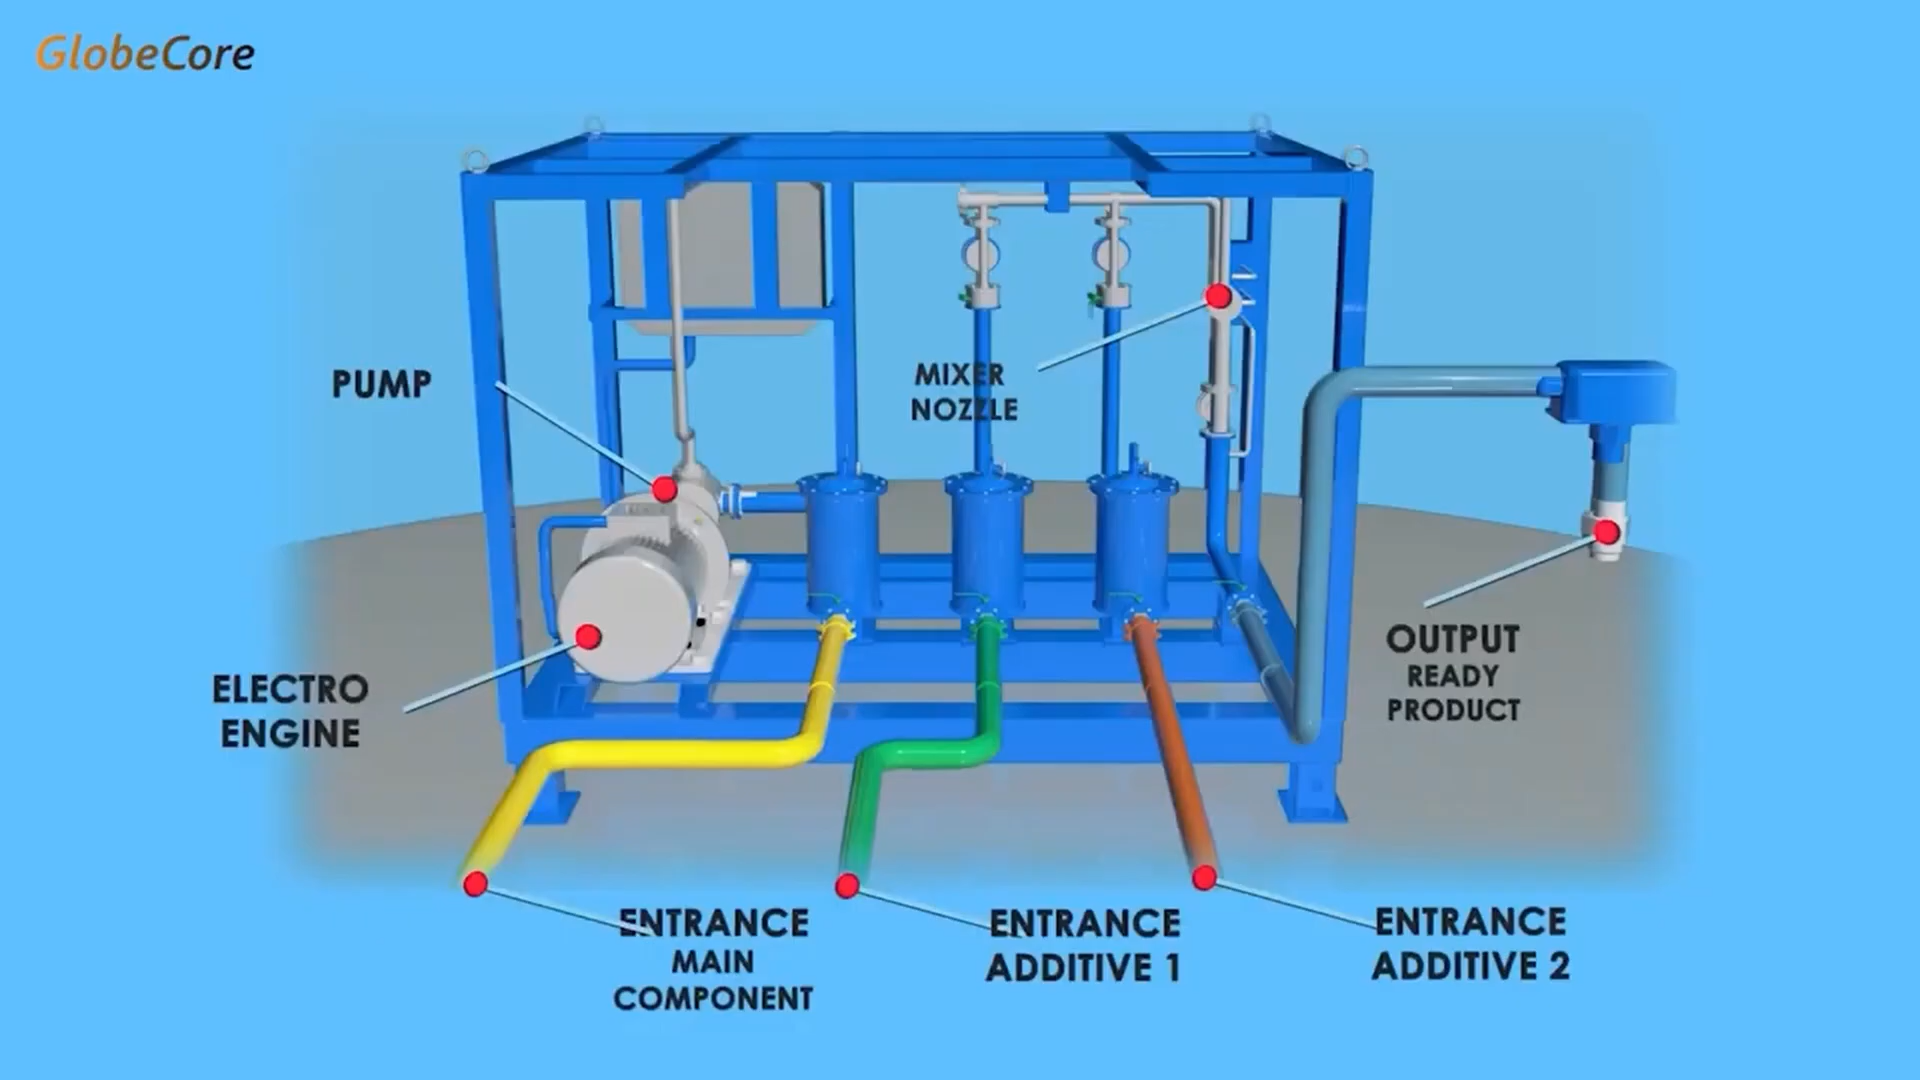 GlobeCore
PUMP
MIXER
NOZZLE
ELECTRO
ENGINE
OUTPUT
READY
PRODUCT
ENTRANCE
MAIN
COMPONENT
ENTRANCE
ADDITIVE 1
ENTRANCE
ADDITIVE 2